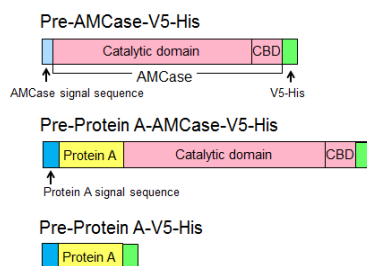 Pre-AMCase-V5-His
Catalytic domain CBD
AMCase
AMCase signal sequence V5-His
Pre-Protein A-AMCase-V5-His
Protein A Catalytic domain CBD
Protein A signal sequence
Pre-Protein A-V5-His
Protein A